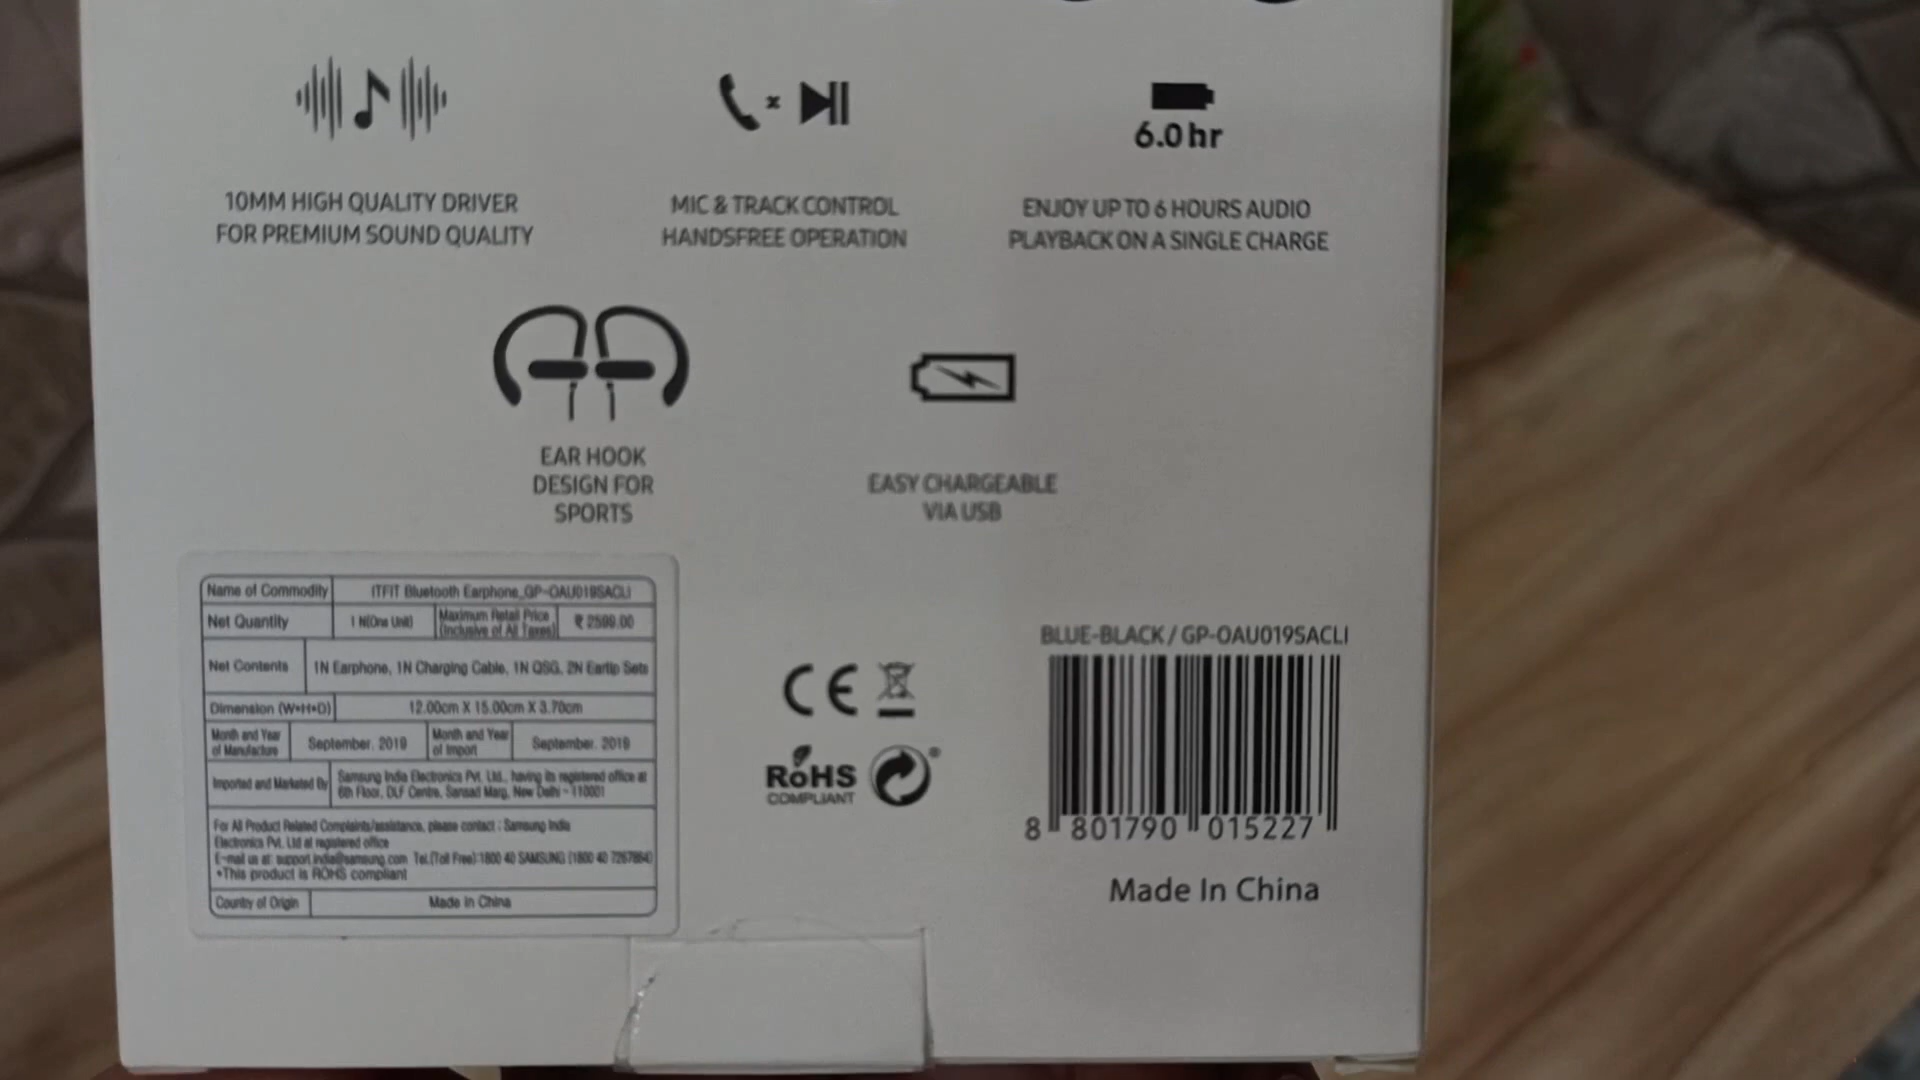 6.0 hr
10MM HIGH QUALITY DRIVER
FOR PREMIUM SOUND QUALITY
MIC & TRACK CONTROL
HANDSFREE OPERATION
ENJOY UP TO 6 HOURS AUDIO
PLAYBACK ON A SINGLE CHARGE
EAR HOOK
DESIGN FOR
SPORTS
EASY CHARGEABLE
VIA USB
Name of Commodity ITFIT Bluetooth Earphone_GP-OAU019SACLI
Net Quantity 1 N(One Unit) Maximum Retail Price
(Inclusive of All Taxes) ₹ 2599.00
Net Contents 1N Earphone, 1N Charging Cable, 1N QSG, 2N Eartip Sets
Dimension (W*H*D) 12.00cm X 15.00cm X 3.70cm
Month and Year
of Manufacture September, 2019 Month and Year
of Import September, 2019
Imported and Marketed By Samsung India Electronics Pvt. Ltd., having its registered office at
6th Floor, DLF Centre, Sansad Marg, New Delhi - 110001
For All Product Related Complaints/assistance, please contact : Samsung India
Electronics Pvt. Ltd at registered office
E-mail us at: support.india@samsung.com Tel.(Toll Free):1800 40 SAMSUNG (1800 40 7267864)
*This product is ROHS compliant
Country of Origin Made in China
CE
RoHS
COMPLIANT
BLUE-BLACK / GP-OAU019SACLI
8 801790 015227
Made In China